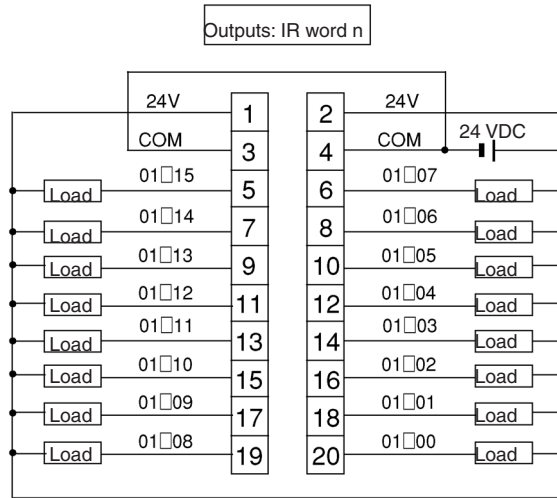 Outputs: IR word n
24V 1 2 24V
COM 3 4 COM 24 VDC
01□15 5 6 01□07
Load Load
01□14 7 8 01□06
Load Load
01□13 9 10 01□05
Load Load
01□12 11 12 01□04
Load Load
01□11 13 14 01□03
Load Load
01□10 15 16 01□02
Load Load
01□09 17 18 01□01
Load Load
01□08 19 20 01□00
Load Load